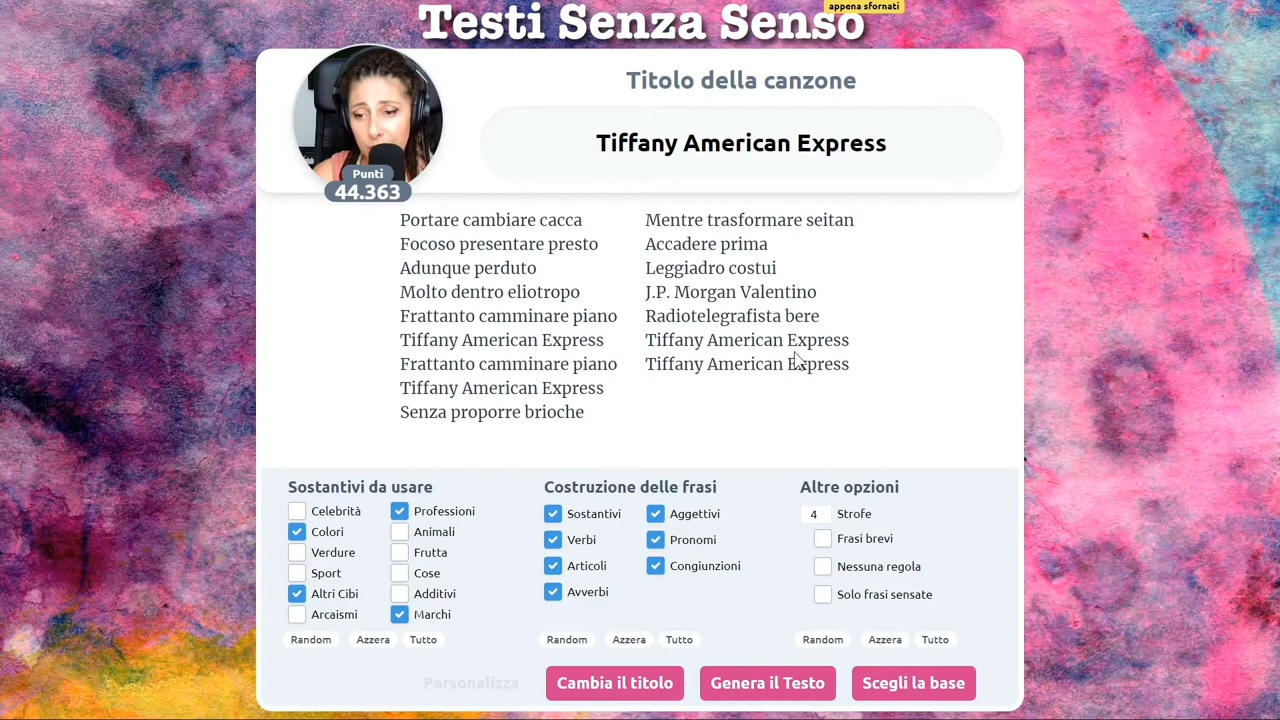 appena sfornati
Testi Senza Senso
Titolo della canzone
Tiffany American Express
Punti
44.363
Portare cambiare cacca
Focoso presentare presto
Adunque perduto
Molto dentro eliotropo
Frattanto camminare piano
Tiffany American Express
Frattanto camminare piano
Tiffany American Express
Senza proporre brioche
Mentre trasformare seitan
Accadere prima
Leggiadro costui
J.P. Morgan Valentino
Radiotelegrafista bere
Tiffany American Express
Tiffany American Express
Sostantivi da usare
Celebrità
Professioni
Colori
Animali
Verdure
Frutta
Sport
Cose
Altri Cibi
Additivi
Arcaismi
Marchi
Random Azzera Tutto
Costruzione delle frasi
Sostantivi
Aggettivi
Verbi
Pronomi
Articoli
Congiunzioni
Avverbi
Random Azzera Tutto
Altre opzioni
4 Strofe
Frasi brevi
Nessuna regola
Solo frasi sensate
Random Azzera Tutto
Personalizza
Cambia il titolo
Genera il Testo
Scegli la base